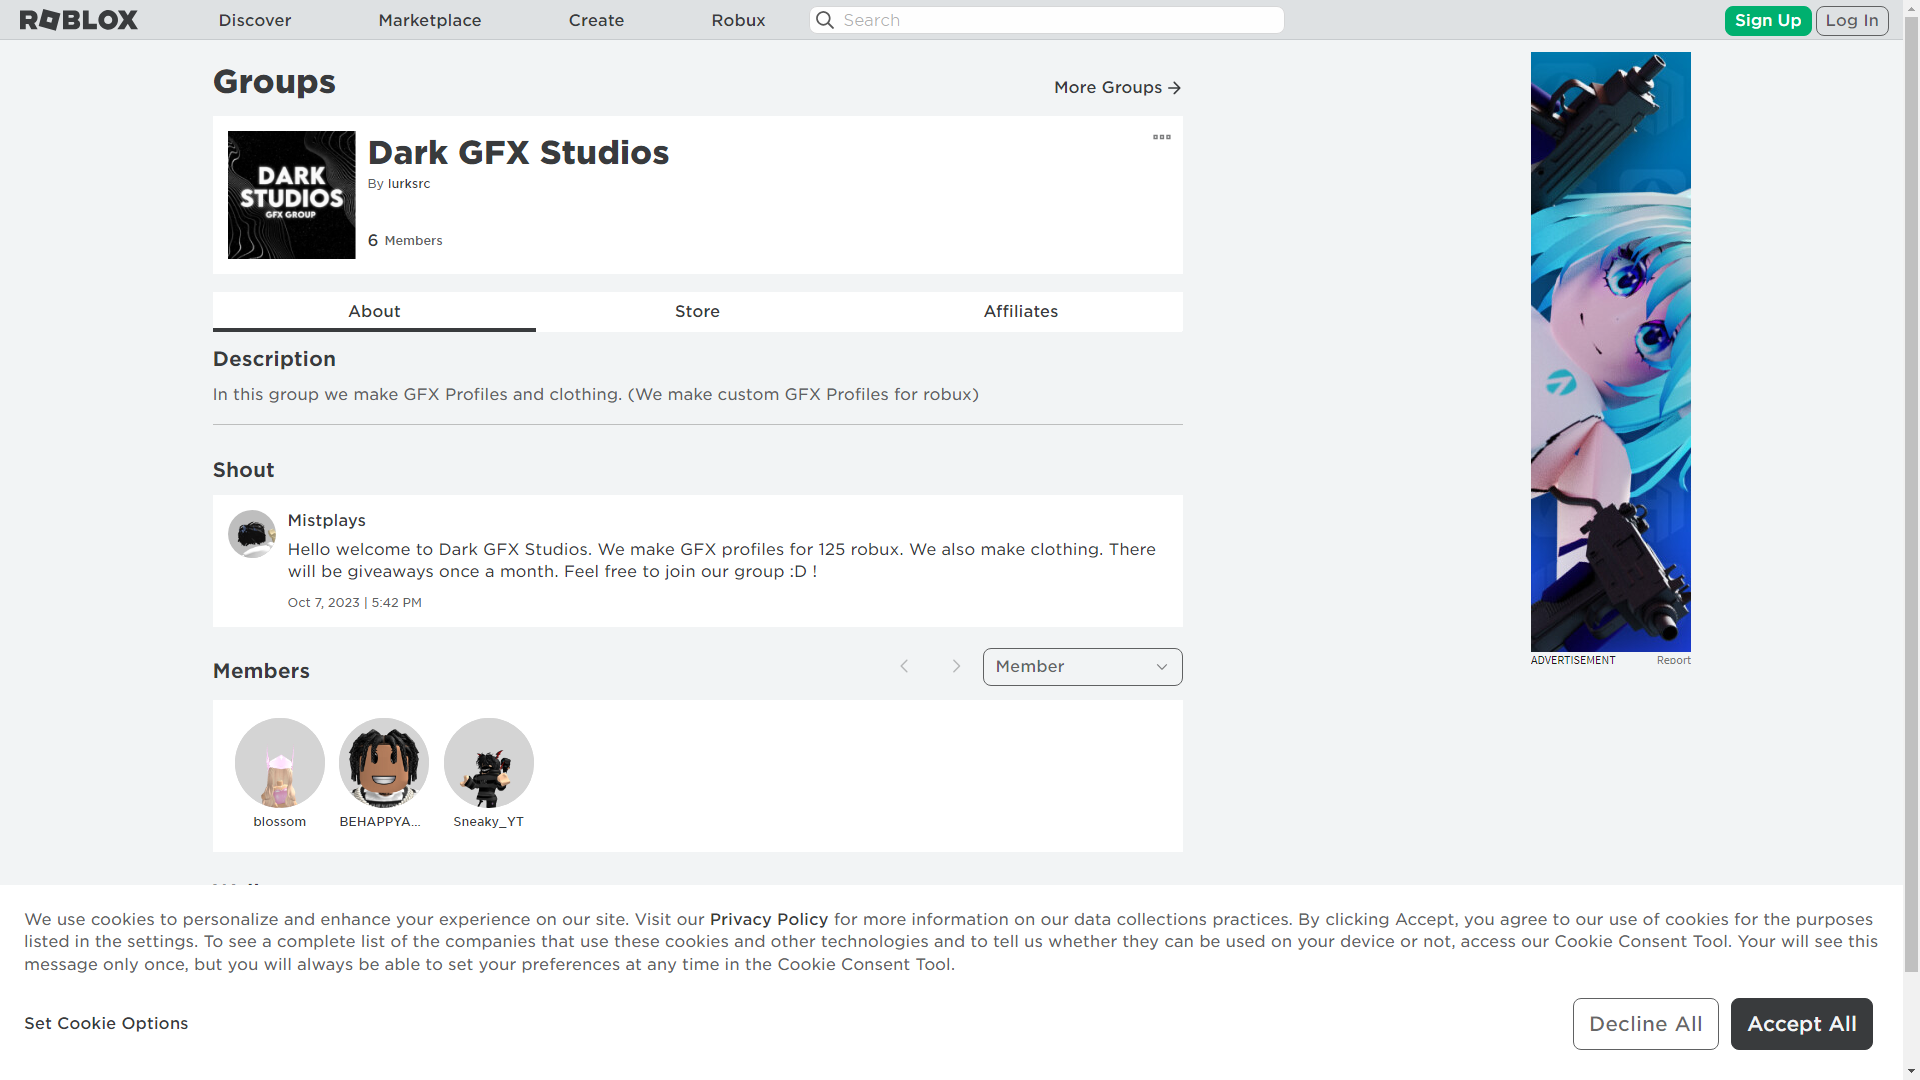 ROBLOX
Discover
Marketplace
Create
Robux
Search
Sign Up
Log In
Groups
More Groups
DARK
STUDIOS
GFX GROUP
Dark GFX Studios
By lurksrc
6 Members
About
Store
Affiliates
Description
In this group we make GFX Profiles and clothing. (We make custom GFX Profiles for robux)
Shout
Mistplays
Hello welcome to Dark GFX Studios. We make GFX profiles for 125 robux. We also make clothing. There
will be giveaways once a month. Feel free to join our group :D !
Oct 7, 2023 | 5:42 PM
Members
Member
blossom
BEHAPPYA...
Sneaky_YT
ADVERTISEMENT
Report
We use cookies to personalize and enhance your experience on our site. Visit our Privacy Policy for more information on our data collections practices. By clicking Accept, you agree to our use of cookies for the purposes
listed in the settings. To see a complete list of the companies that use these cookies and other technologies and to tell us whether they can be used on your device or not, access our Cookie Consent Tool. Your will see this
message only once, but you will always be able to set your preferences at any time in the Cookie Consent Tool.
Set Cookie Options
Decline All
Accept All